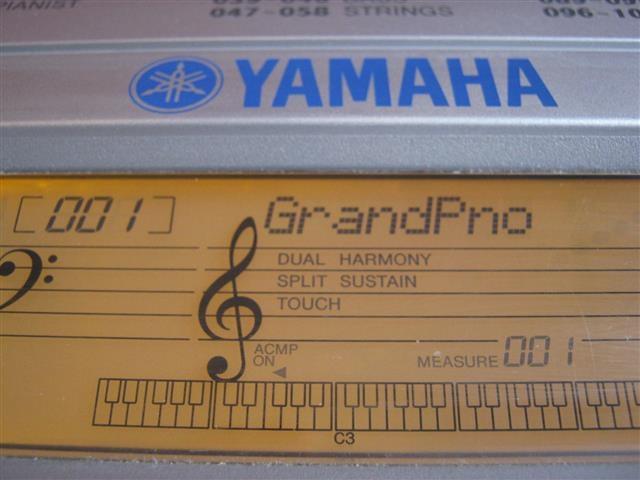 PIANIST
047-058 STRINGS
YAMAHA
001
GrandPno
DUAL HARMONY
SPLIT SUSTAIN
TOUCH
ACMP
ON
MEASURE 001
C3